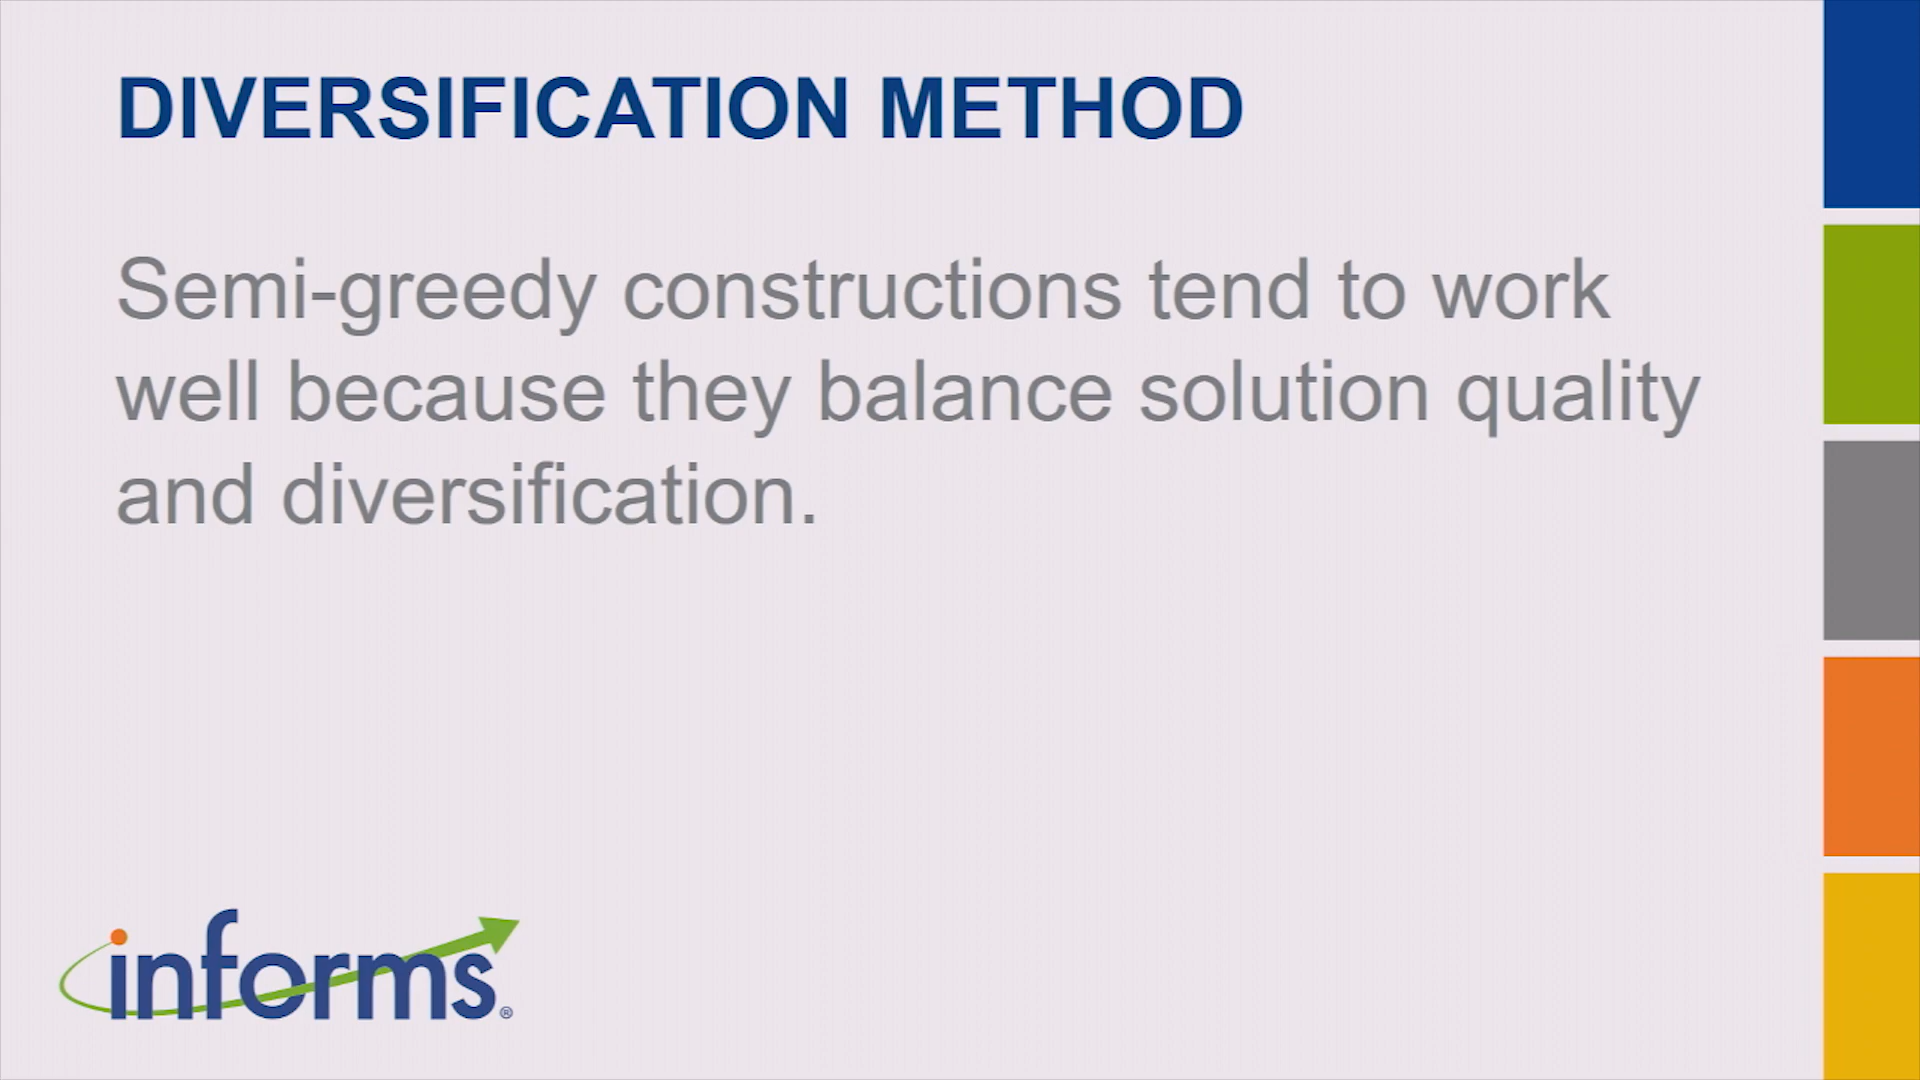 DIVERSIFICATION METHOD
Semi-greedy constructions tend to work
well because they balance solution quality
and diversification.
informs®